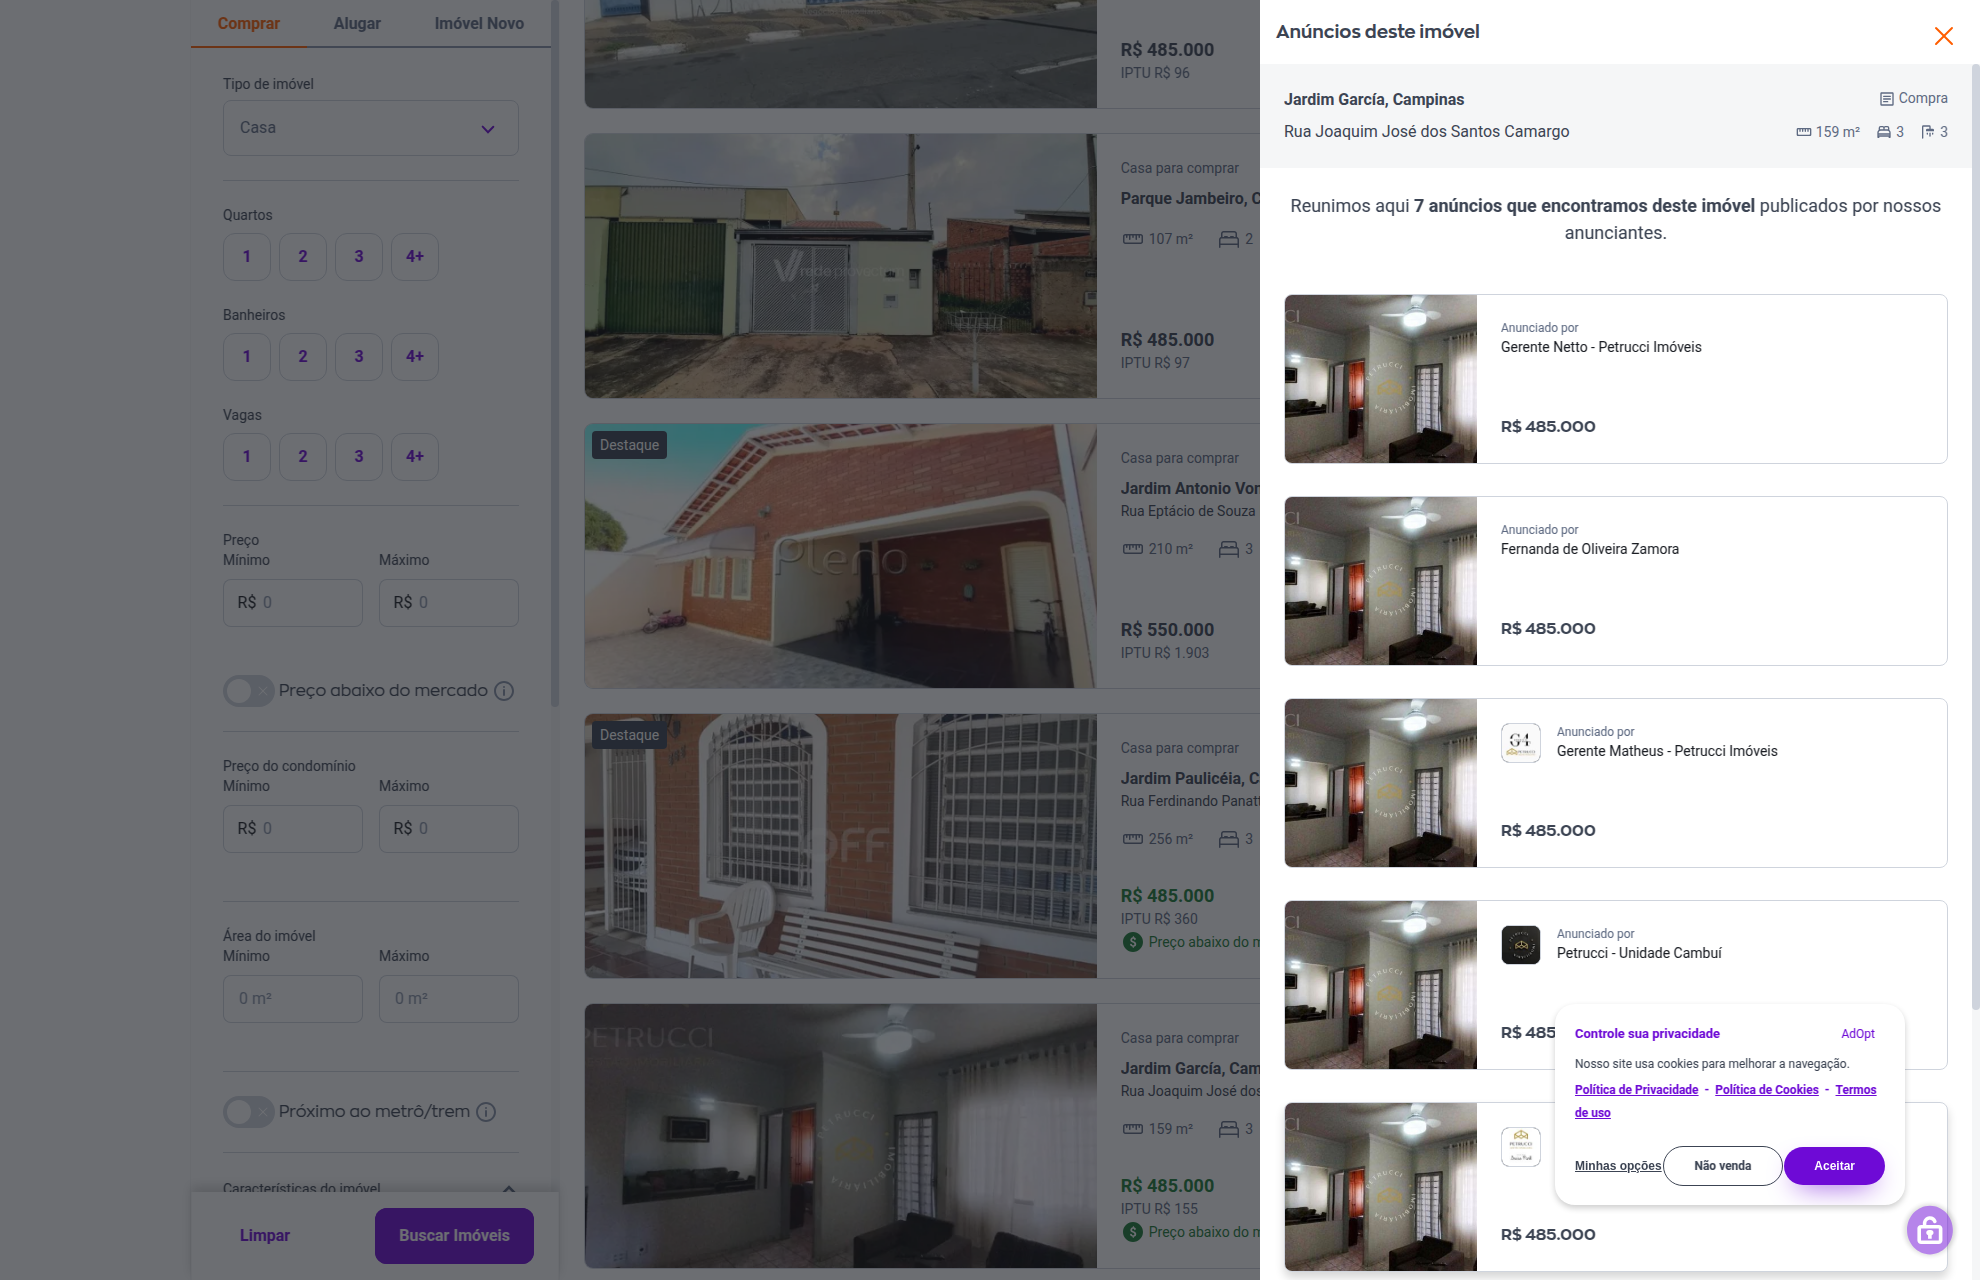 Comprar
Alugar
Imóvel Novo
Tipo de imóvel
Casa
Quartos
1
2
3
4+
Banheiros
1
2
3
4+
Vagas
1
2
3
4+
Preço
Mínimo
Máximo
R$ 0
R$ 0
Preço abaixo do mercado
Preço do condomínio
Mínimo
Máximo
R$ 0
R$ 0
Área do imóvel
Mínimo
Máximo
0 m²
0 m²
Próximo ao metrô/trem
Características do imóvel
Limpar
Buscar Imóveis
R$ 485.000
IPTU R$ 96
Casa para comprar
Parque Jambeiro, C
107 m²
2
R$ 485.000
IPTU R$ 97
Destaque
pleno
Casa para comprar
Jardim Antonio Von
Rua Eptácio de Souza
210 m²
3
R$ 550.000
IPTU R$ 1.903
Destaque
OFF
Casa para comprar
Jardim Paulicéia, C
Rua Ferdinando Panatt
256 m²
3
R$ 485.000
IPTU R$ 360
Preço abaixo do m
PETRUCCI
Casa para comprar
Jardim García, Cam
Rua Joaquim José dos
159 m²
3
R$ 485.000
IPTU R$ 155
Preço abaixo do m
Anúncios deste imóvel
Jardim García, Campinas
Compra
Rua Joaquim José dos Santos Camargo
159 m²
3
3
Reunimos aqui 7 anúncios que encontramos deste imóvel publicados por nossos
anunciantes.
Anunciado por
Gerente Netto - Petrucci Imóveis
R$ 485.000
Anunciado por
Fernanda de Oliveira Zamora
R$ 485.000
G4
Anunciado por
Gerente Matheus - Petrucci Imóveis
R$ 485.000
Anunciado por
Petrucci - Unidade Cambuí
R$ 485
PETRUCCI
R$ 485.000
Controle sua privacidade
AdOpt
Nosso site usa cookies para melhorar a navegação.
Política de Privacidade - Política de Cookies - Termos
de uso
Minhas opções
Não venda
Aceitar